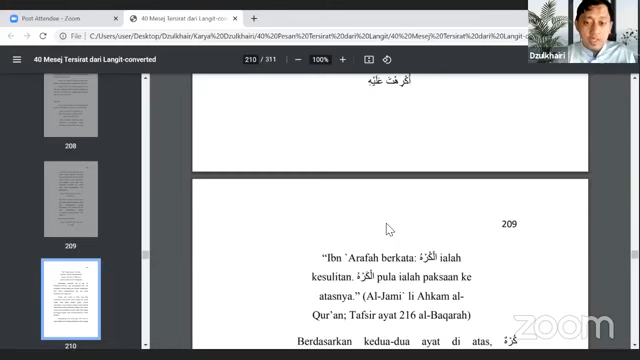 Post Attendee - Zoom
40 Mesej Tersirat dari Langit-conv
C:/Users/user/Desktop/Dzulkhair/Karya%20Dzulkhairi/40%20Pesan%20Tersirat%20dari%20Langit/40%20Mesej%20Tersirat%20dari%20Langit-con
Dzulkhairi
40 Mesej Tersirat dari Langit-converted
210 / 311
100%
أُكْرِهْتَ عَلَيْهِ
208
209
209
“Ibn `Arafah berkata: الْكُرْهُ ialah
kesulitan. الْكَرْهُ pula ialah paksaan ke
atasnya.” (Al-Jami` li Ahkam al-
Qur’an; Tafsir ayat 216 al-Baqarah)
210
Berdasarkan kedua-dua ayat di atas, كُرْهٌ
zoom